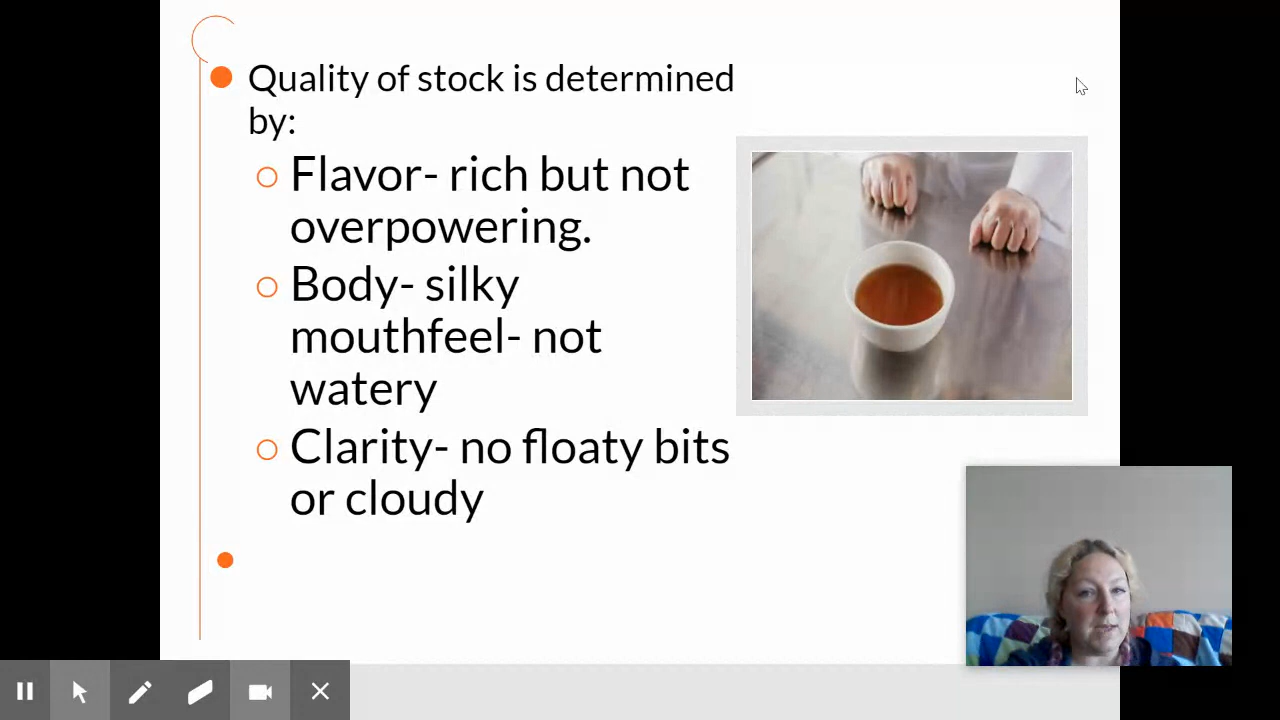 Quality of stock is determined
by:
Flavor- rich but not
overpowering.
Body- silky
mouthfeel- not
watery
Clarity- no floaty bits
or cloudy